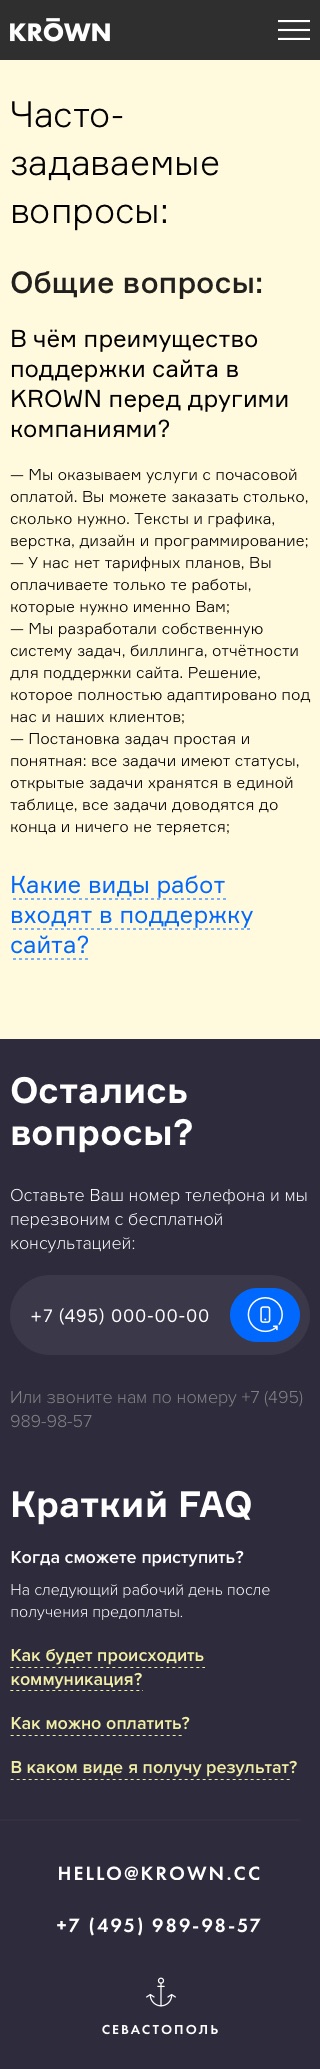 KRŌWN
Часто-
задаваемые
вопросы:
Общие вопросы:
В чём преимущество
поддержки сайта в
KROWN перед другими
компаниями?
— Мы оказываем услуги с почасовой
оплатой. Вы можете заказать столько,
сколько нужно. Тексты и графика,
верстка, дизайн и программирование;
— У нас нет тарифных планов, Вы
оплачиваете только те работы,
которые нужно именно Вам;
— Мы разработали собственную
систему задач, биллинга, отчётности
для поддержки сайта. Решение,
которое полностью адаптировано под
нас и наших клиентов;
— Постановка задач простая и
понятная: все задачи имеют статусы,
открытые задачи хранятся в единой
таблице, все задачи доводятся до
конца и ничего не теряется;
Какие виды работ
входят в поддержку
сайта?
Остались
вопросы?
Оставьте Ваш номер телефона и мы
перезвоним с бесплатной
консультацией:
+7 (495) 000-00-00
Или звоните нам по номеру +7 (495)
989-98-57
Краткий FAQ
Когда сможете приступить?
На следующий рабочий день после
получения предоплаты.
Как будет происходить
коммуникация?
Как можно оплатить?
В каком виде я получу результат?
HELLO@KROWN.CC
+7 (495) 989-98-57
СЕВАСТОПОЛЬ